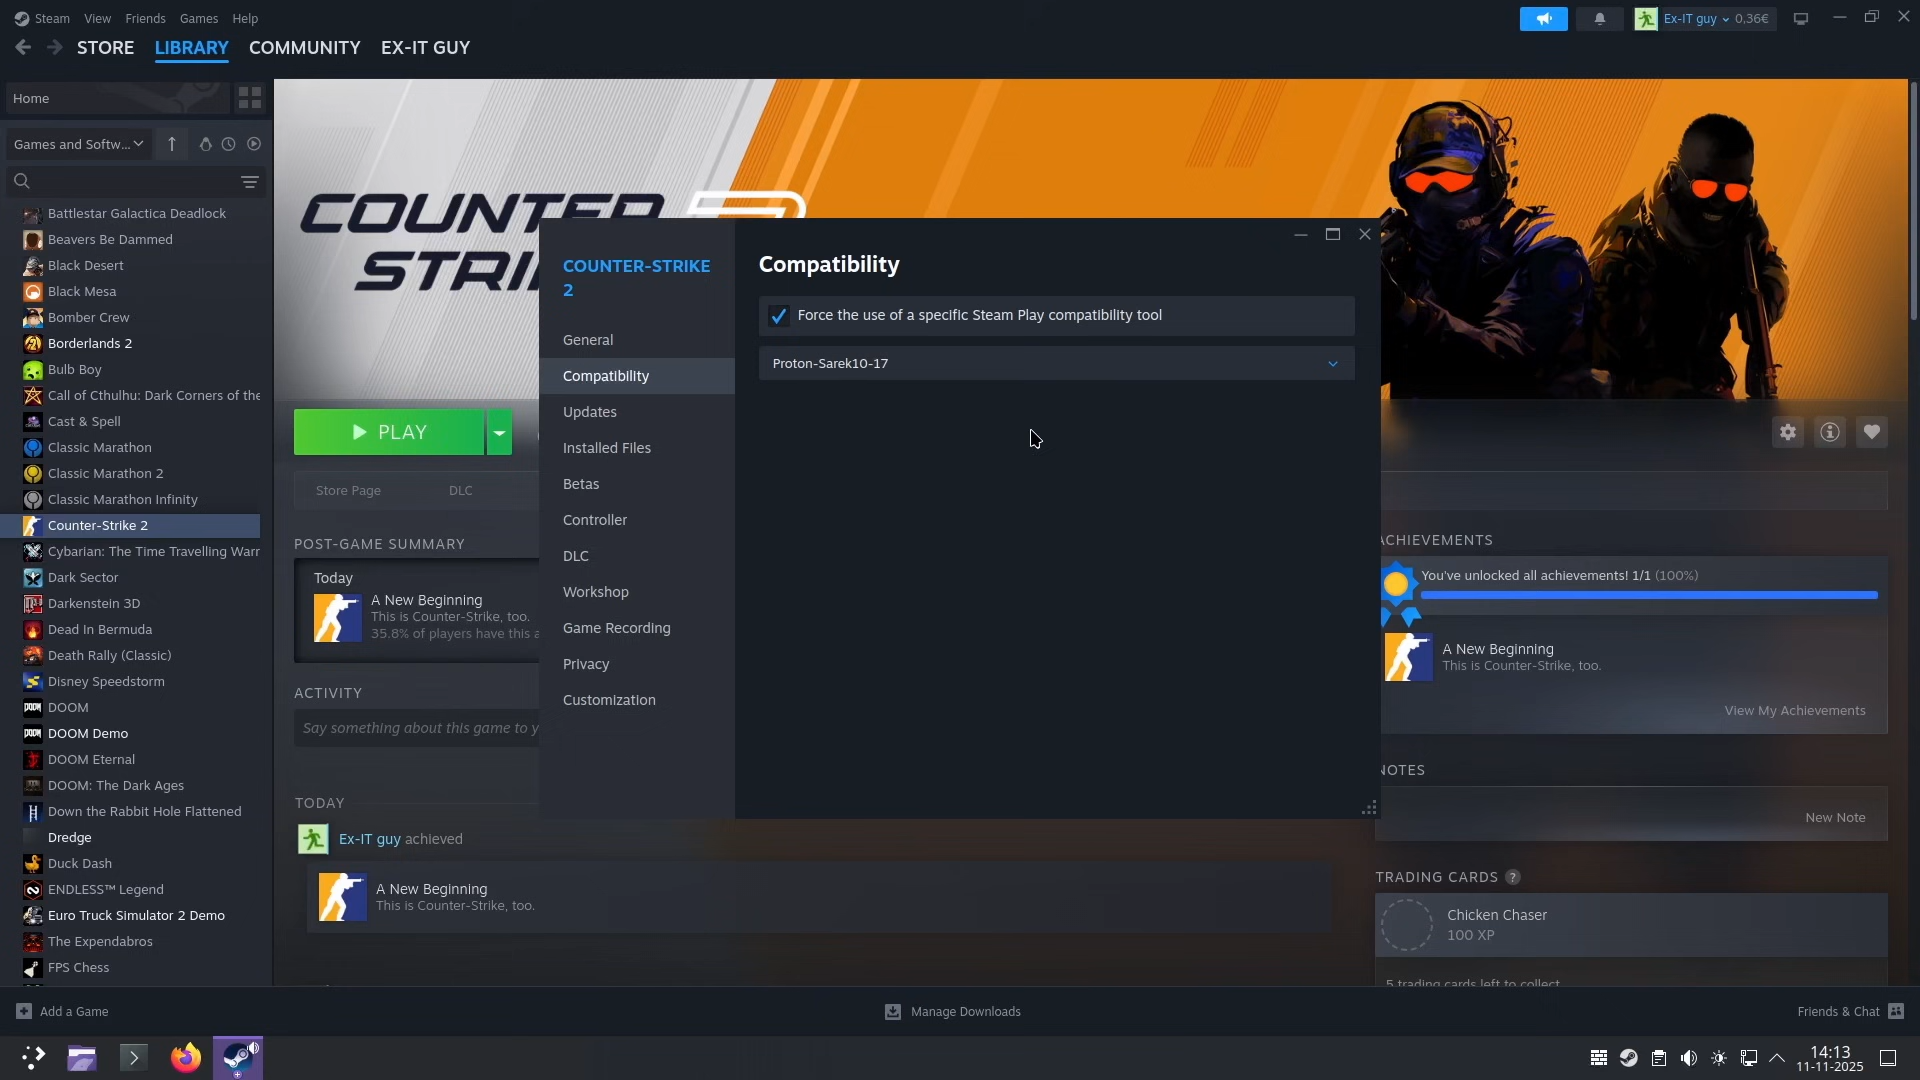 Steam View Friends Games Help
Ex-IT guy 0,36€
STORE LIBRARY COMMUNITY EX-IT GUY
Home
Games and Softw...
Battlestar Galactica Deadlock
Beavers Be Dammed
Black Desert
Black Mesa
Bomber Crew
Borderlands 2
Bulb Boy
Call of Cthulhu: Dark Corners of the
Cast & Spell
Classic Marathon
Classic Marathon 2
Classic Marathon Infinity
Counter-Strike 2
Cybarian: The Time Travelling Warr
Dark Sector
Darkenstein 3D
Dead In Bermuda
Death Rally (Classic)
Disney Speedstorm
DOOM
DOOM Demo
DOOM Eternal
DOOM: The Dark Ages
Down the Rabbit Hole Flattened
Dredge
Duck Dash
ENDLESS™ Legend
Euro Truck Simulator 2 Demo
The Expendabros
FPS Chess
COUNTER
STRI
PLAY
Store Page DLC
POST-GAME SUMMARY
Today
A New Beginning
This is Counter-Strike, too.
35.8% of players have this a
ACTIVITY
Say something about this game to y
TODAY
Ex-IT guy achieved
A New Beginning
This is Counter-Strike, too.
COUNTER-STRIKE
2
General
Compatibility
Updates
Installed Files
Betas
Controller
DLC
Workshop
Game Recording
Privacy
Customization
Compatibility
Force the use of a specific Steam Play compatibility tool
Proton-Sarek10-17
ACHIEVEMENTS
You've unlocked all achievements! 1/1 (100%)
A New Beginning
This is Counter-Strike, too.
View My Achievements
NOTES
New Note
TRADING CARDS ?
Chicken Chaser
100 XP
5 trading cards left to collect
Add a Game
Manage Downloads
Friends & Chat
14:13
11-11-2025